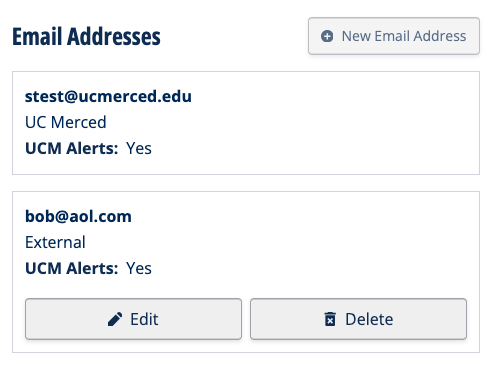 Email Addresses
New Email Address
stest@ucmerced.edu
UC Merced
UCM Alerts: Yes
bob@aol.com
External
UCM Alerts: Yes
Edit
Delete